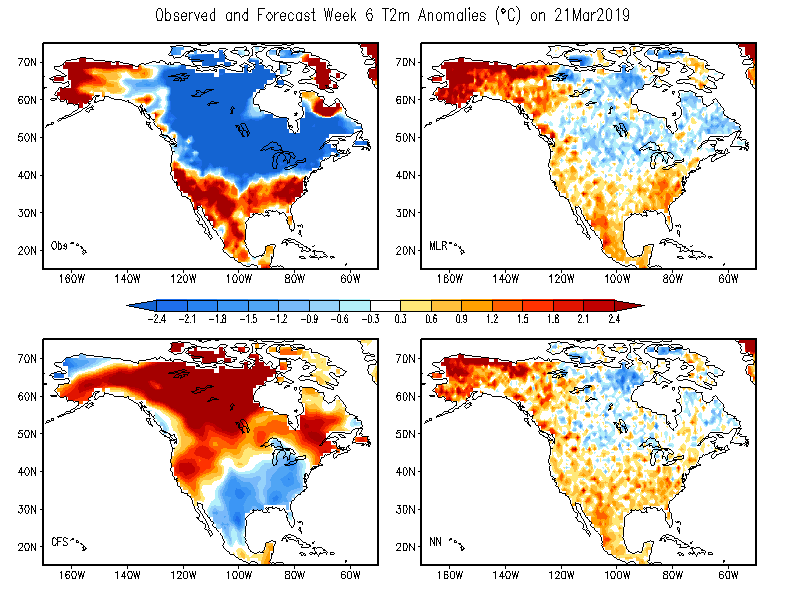 Observed and Forecast Week 6 T2m Anomalies (°C) on 21Mar2019
70N
60N
50N
40N
30N
20N
Obs
160W 140W 120W 100W 80W 60W
70N
60N
50N
40N
30N
20N
MLR
160W 140W 120W 100W 80W 60W
-2.4 -2.1 -1.8 -1.5 -1.2 -0.9 -0.6 -0.3 0.3 0.6 0.9 1.2 1.5 1.8 2.1 2.4
70N
60N
50N
40N
30N
20N
CFS
160W 140W 120W 100W 80W 60W
70N
60N
50N
40N
30N
20N
NN
160W 140W 120W 100W 80W 60W